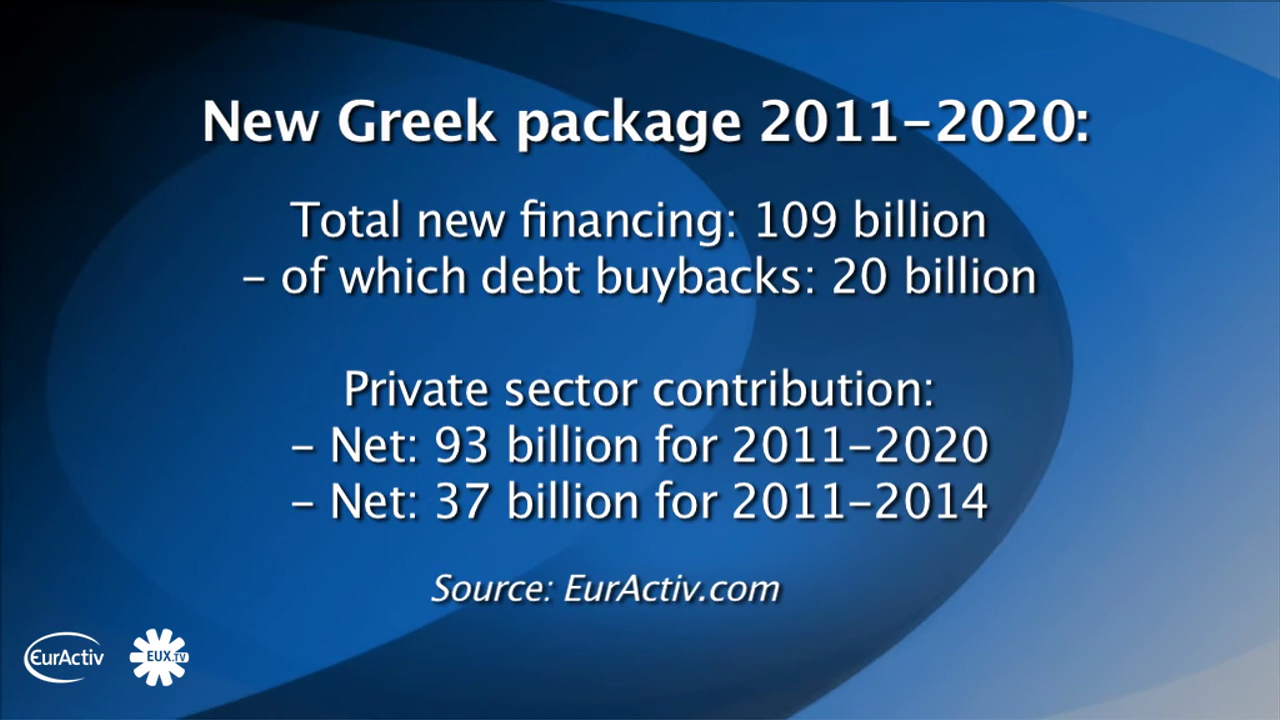 New Greek package 2011-2020:
Total new financing: 109 billion
- of which debt buybacks: 20 billion
Private sector contribution:
- Net: 93 billion for 2011-2020
- Net: 37 billion for 2011-2014
Source: EurActiv.com
EurActiv
EUX.TV